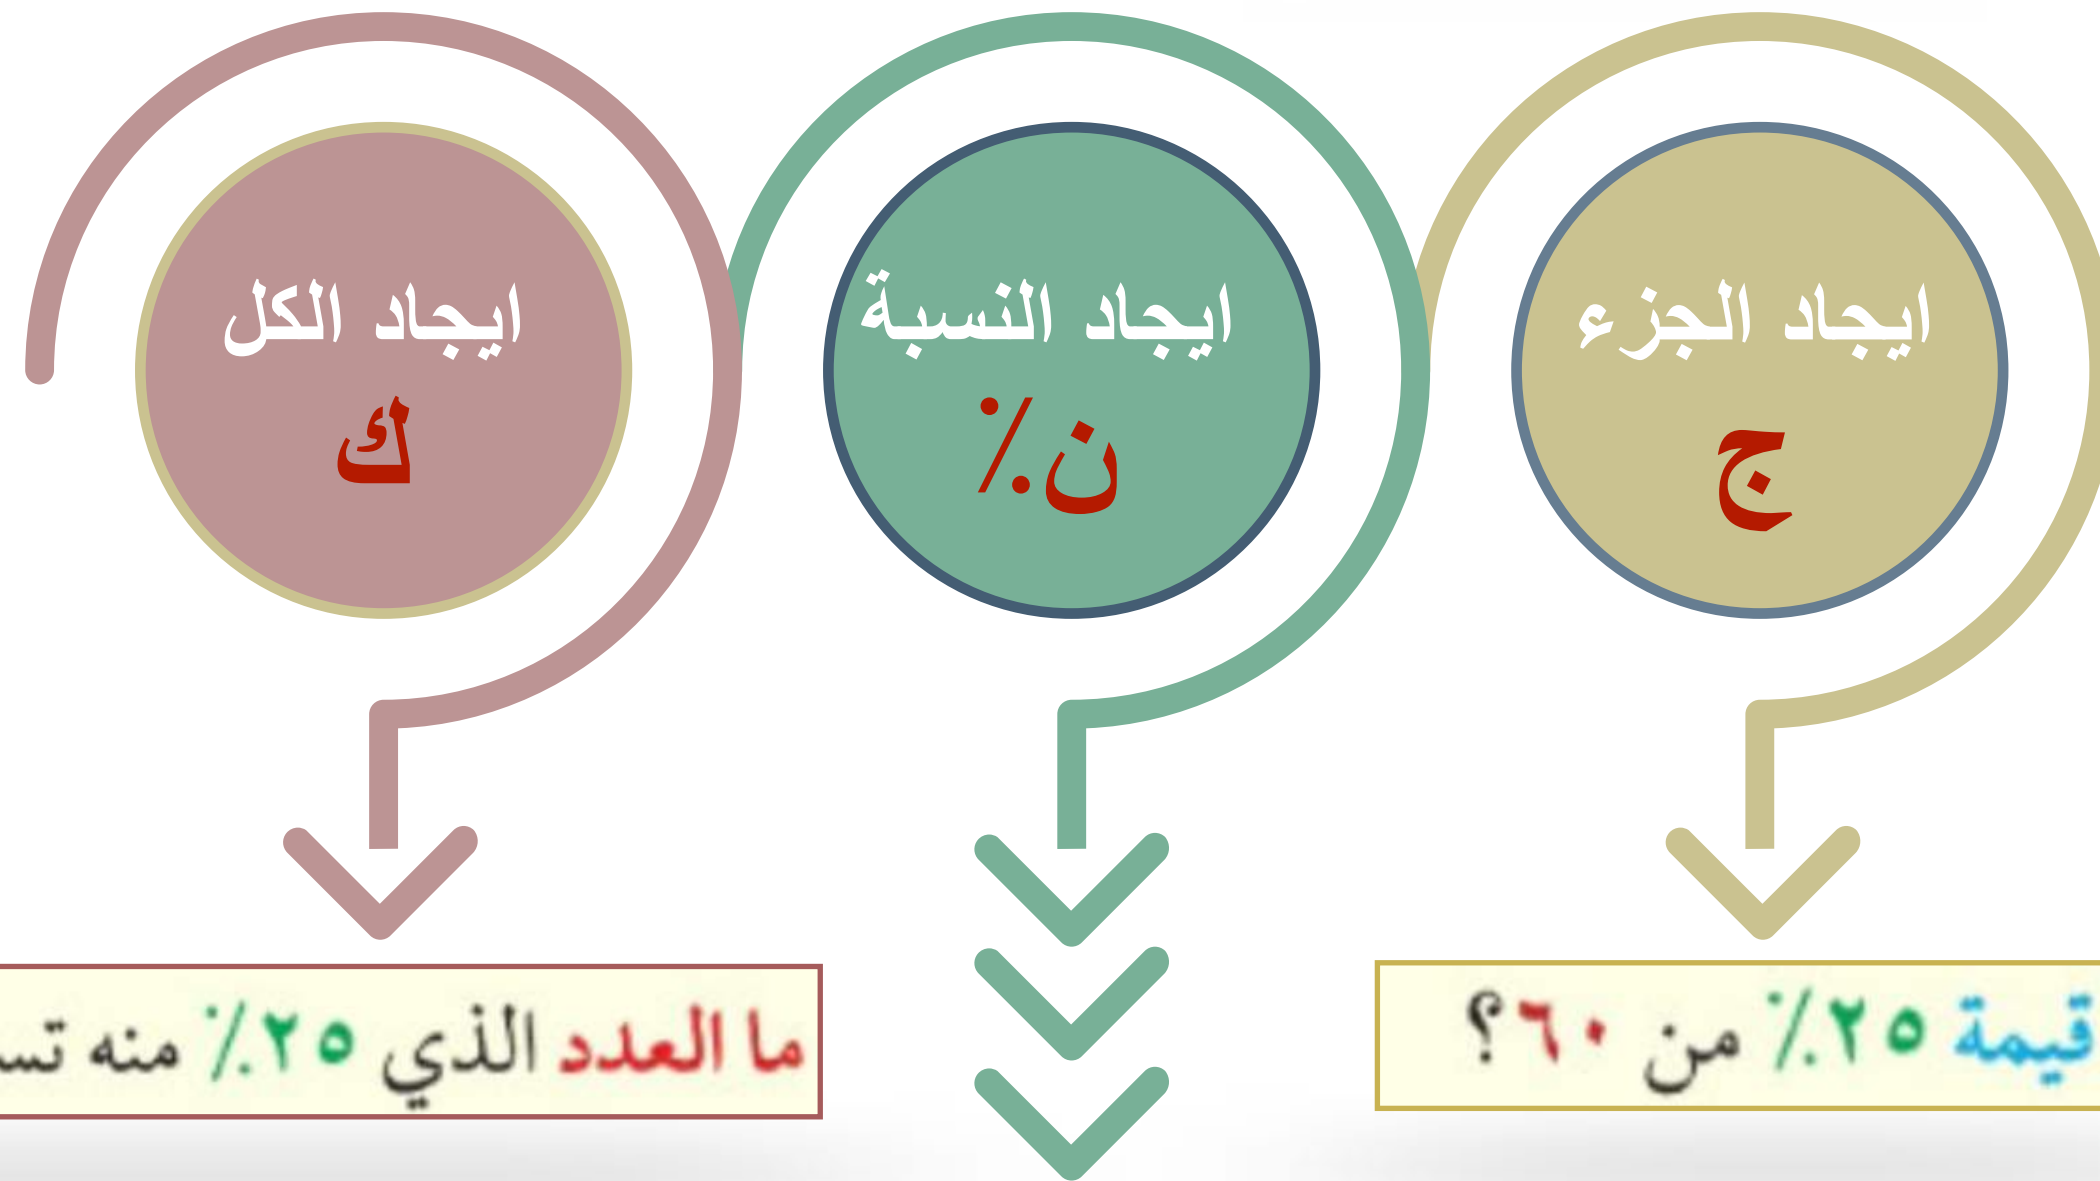 ايجاد الجزء
ج
ايجاد النسبة
ن٪
ايجاد الكل
ك
قيمة ٢٥٪ من ٦٠؟
ما العدد الذي ٢٥٪ منه